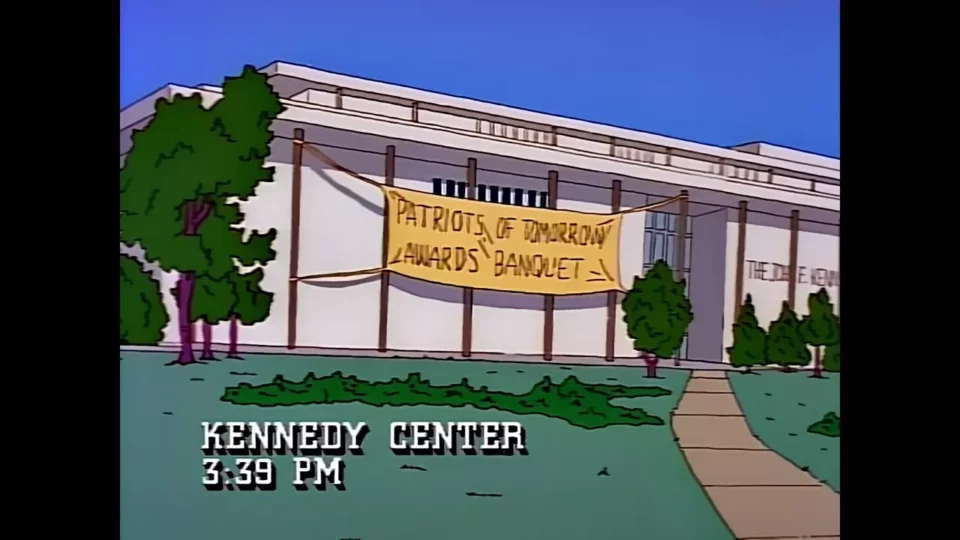 PATRIOTS OF TOMORROW
AWARDS BANQUET
KENNEDY CENTER
3:39 PM